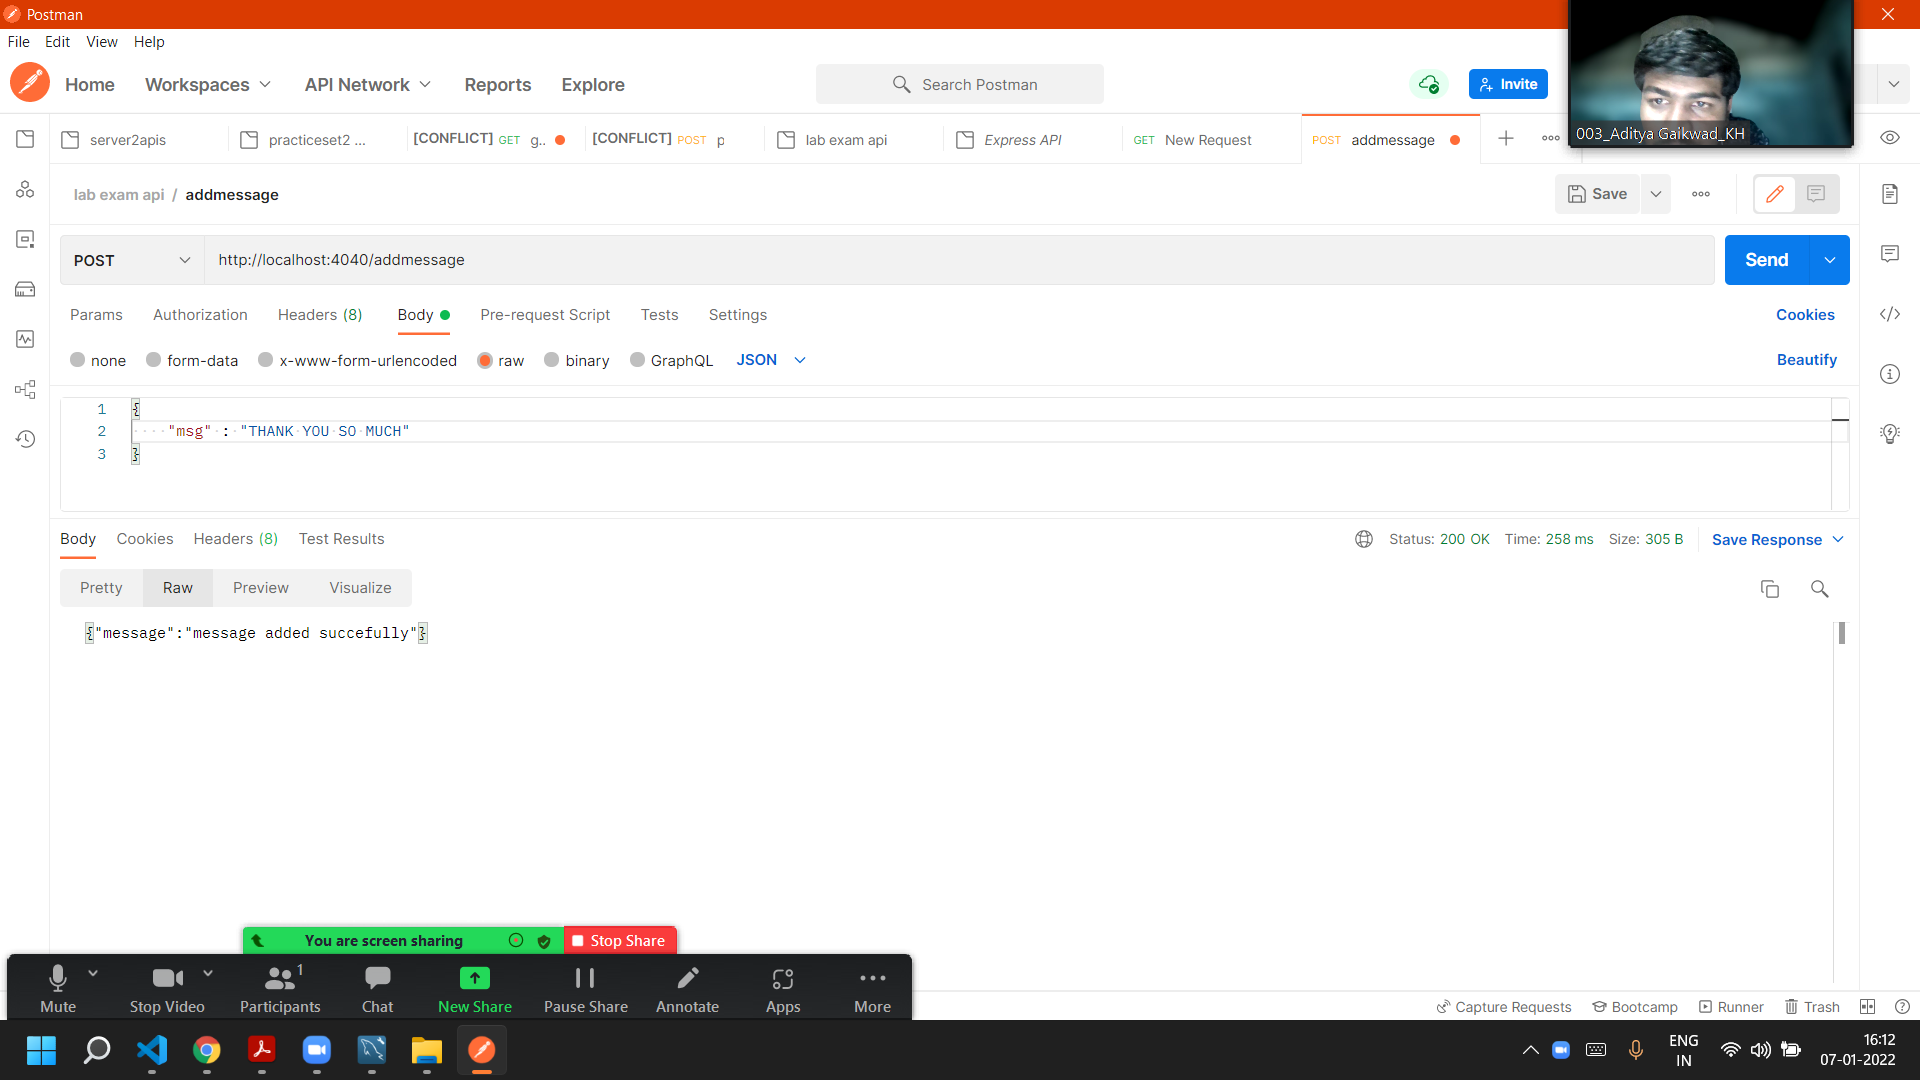 Postman
File Edit View Help
Home Workspaces API Network Reports Explore Search Postman Invite
server2apis practiceset2 ... [CONFLICT] GET g.. [CONFLICT] POST p lab exam api Express API GET New Request POST addmessage
003_Aditya Gaikwad_KH
lab exam api / addmessage Save
POST http://localhost:4040/addmessage Send
Params Authorization Headers (8) Body Pre-request Script Tests Settings Cookies
none form-data x-www-form-urlencoded raw binary GraphQL JSON Beautify
1 {
2 "msg" : "THANK YOU SO MUCH"
3 }
Body Cookies Headers (8) Test Results Status: 200 OK Time: 258 ms Size: 305 B Save Response
Pretty Raw Preview Visualize
{"message":"message added succefully"}
You are screen sharing Stop Share
1
Mute Stop Video Participants Chat New Share Pause Share Annotate Apps More
Capture Requests Bootcamp Runner Trash
ENG 16:12
IN 07-01-2022